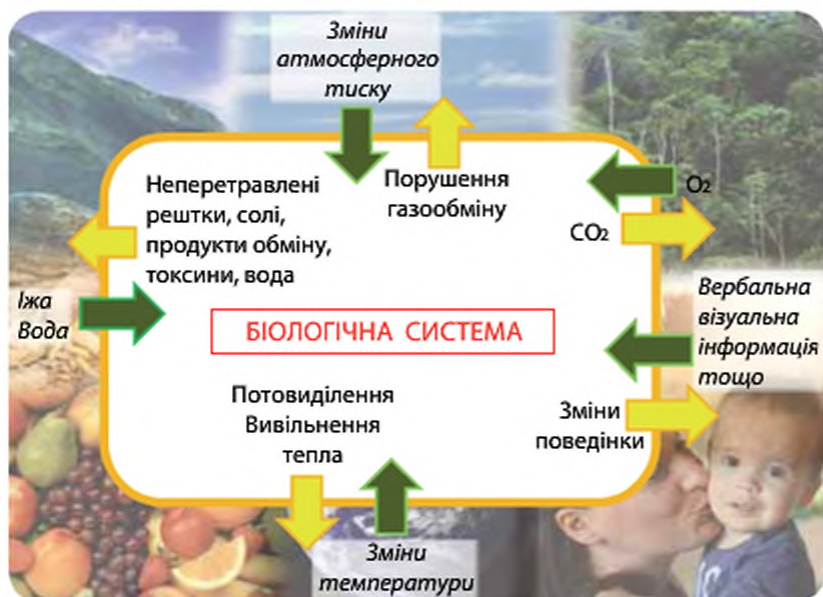 Зміни
атмосферного
тиску
Неперетравлені
рештки, солі,
продукти обміну,
токсини, вода
Порушення
газообміну
O₂
CO₂
Їжа
Вода
БІОЛОГІЧНА СИСТЕМА
Вербальна
візуальна
інформація
тощо
Потовиділення
Вивільнення
тепла
Зміни
поведінки
Зміни
температури